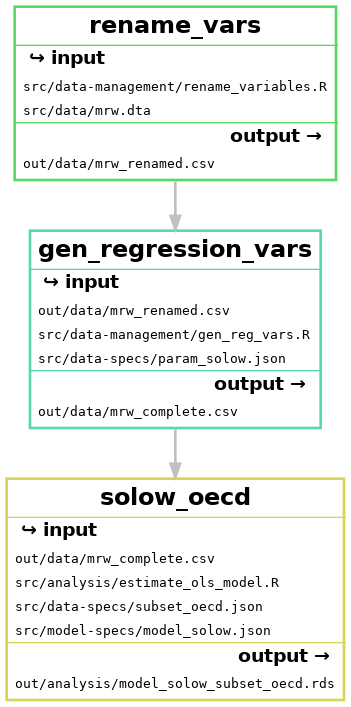 rename_vars
↪ input
src/data-management/rename_variables.R
src/data/mrw.dta
output →
out/data/mrw_renamed.csv
gen_regression_vars
↪ input
out/data/mrw_renamed.csv
src/data-management/gen_reg_vars.R
src/data-specs/param_solow.json
output →
out/data/mrw_complete.csv
solow_oecd
↪ input
out/data/mrw_complete.csv
src/analysis/estimate_ols_model.R
src/data-specs/subset_oecd.json
src/model-specs/model_solow.json
output →
out/analysis/model_solow_subset_oecd.rds